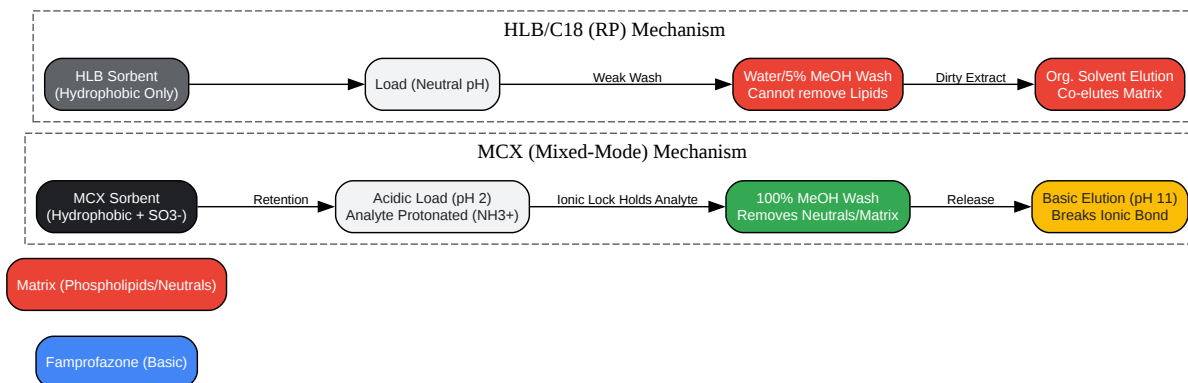 HLB/C18 (RP) Mechanism
HLB Sorbent
(Hydrophobic Only)
Load (Neutral pH)
Weak Wash
Water/5% MeOH Wash
Cannot remove Lipids
Dirty Extract
Org. Solvent Elution
Co-elutes Matrix
MCX (Mixed-Mode) Mechanism
MCX Sorbent
(Hydrophobic + SO3-)
Retention
Acidic Load (pH 2)
Analyte Protonated (NH3+)
Ionic Lock Holds Analyte
100% MeOH Wash
Removes Neutrals/Matrix
Release
Basic Elution (pH 11)
Breaks Ionic Bond
Matrix (Phospholipids/Neutrals)
Famprofazone (Basic)